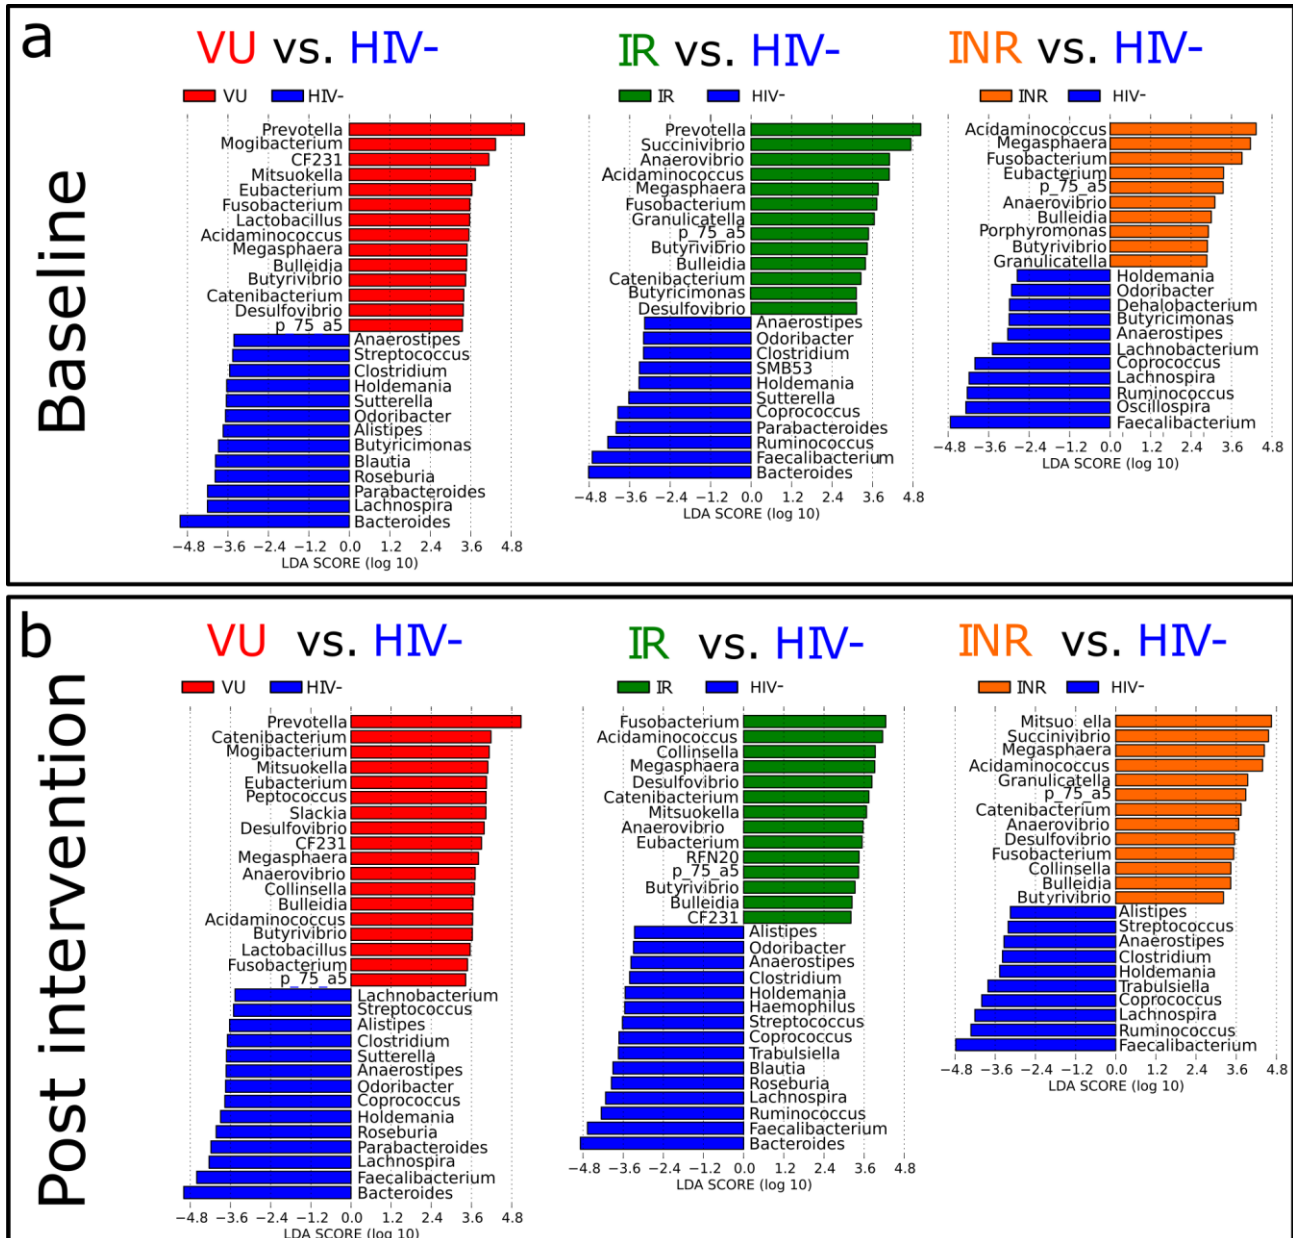 a
Baseline
VU vs. HIV-
VU HIV-
Prevotella
Mogibacterium
CF231
Mitsuokella
Eubacterium
Fusobacterium
Lactobacillus
Acidaminococcus
Megasphaera
Bulleidia
Butyrivibrio
Catenibacterium
Desulfovibrio
p_75_a5
Anaerostipes
Streptococcus
Clostridium
Holdemania
Sutterella
Odoribacter
Alistipes
Butyricimonas
Blautia
Roseburia
Parabacteroides
Lachnospira
Bacteroides
−4.8 −3.6 −2.4 −1.2 0.0 1.2 2.4 3.6 4.8
LDA SCORE (log 10)
IR vs. HIV-
IR HIV-
Prevotella
Succinivibrio
Anaerovibrio
Acidaminococcus
Megasphaera
Fusobacterium
Granulicatella
p_75_a5
Butyrivibrio
Bulleidia
Catenibacterium
Butyricimonas
Desulfovibrio
Anaerostipes
Odoribacter
Clostridium
SMB53
Holdemania
Sutterella
Coprococcus
Parabacteroides
Ruminococcus
Faecalibacterium
Bacteroides
−4.8 −3.6 −2.4 −1.2 0.0 1.2 2.4 3.6 4.8
LDA SCORE (log 10)
INR vs. HIV-
INR HIV-
Acidaminococcus
Megasphaera
Fusobacterium
Eubacterium
p_75_a5
Anaerovibrio
Bulleidia
Porphyromonas
Butyrivibrio
Granulicatella
Holdemania
Odoribacter
Dehalobacterium
Butyricimonas
Anaerostipes
Lachnobacterium
Coprococcus
Lachnospira
Ruminococcus
Oscillospira
Faecalibacterium
−4.8 −3.6 −2.4 −1.2 0.0 1.2 2.4 3.6 4.8
LDA SCORE (log 10)
b
Post intervention
VU vs. HIV-
VU HIV-
Prevotella
Catenibacterium
Mogibacterium
Mitsuokella
Eubacterium
Peptococcus
Slackia
Desulfovibrio
CF231
Megasphaera
Anaerovibrio
Collinsella
Bulleidia
Acidaminococcus
Butyrivibrio
Lactobacillus
Fusobacterium
p_75_a5
Lachnobacterium
Streptococcus
Alistipes
Clostridium
Sutterella
Anaerostipes
Odoribacter
Coprococcus
Holdemania
Roseburia
Parabacteroides
Lachnospira
Faecalibacterium
Bacteroides
−4.8 −3.6 −2.4 −1.2 0.0 1.2 2.4 3.6 4.8
LDA SCORE (log 10)
IR vs. HIV-
IR HIV-
Fusobacterium
Acidaminococcus
Collinsella
Megasphaera
Desulfovibrio
Catenibacterium
Mitsuokella
Anaerovibrio
Eubacterium
RFN20
p_75_a5
Butyrivibrio
Bulleidia
CF231
Alistipes
Odoribacter
Anaerostipes
Clostridium
Holdemania
Haemophilus
Streptococcus
Coprococcus
Trabulsiella
Blautia
Roseburia
Lachnospira
Ruminococcus
Faecalibacterium
Bacteroides
−4.8 −3.6 −2.4 −1.2 0.0 1.2 2.4 3.6 4.8
LDA SCORE (log 10)
INR vs. HIV-
INR HIV-
Mitsuo ella
Succinivibrio
Megasphaera
Acidaminococcus
Granulicatella
p_75_a5
Catenibacterium
Anaerovibrio
Desulfovibrio
Fusobacterium
Collinsella
Bulleidia
Butyrivibrio
Alistipes
Streptococcus
Anaerostipes
Clostridium
Holdemania
Trabulsiella
Coprococcus
Lachnospira
Ruminococcus
Faecalibacterium
−4.8 −3.6 −2.4 −1.2 0.0 1.2 2.4 3.6 4.8
LDA SCORE (log 10)